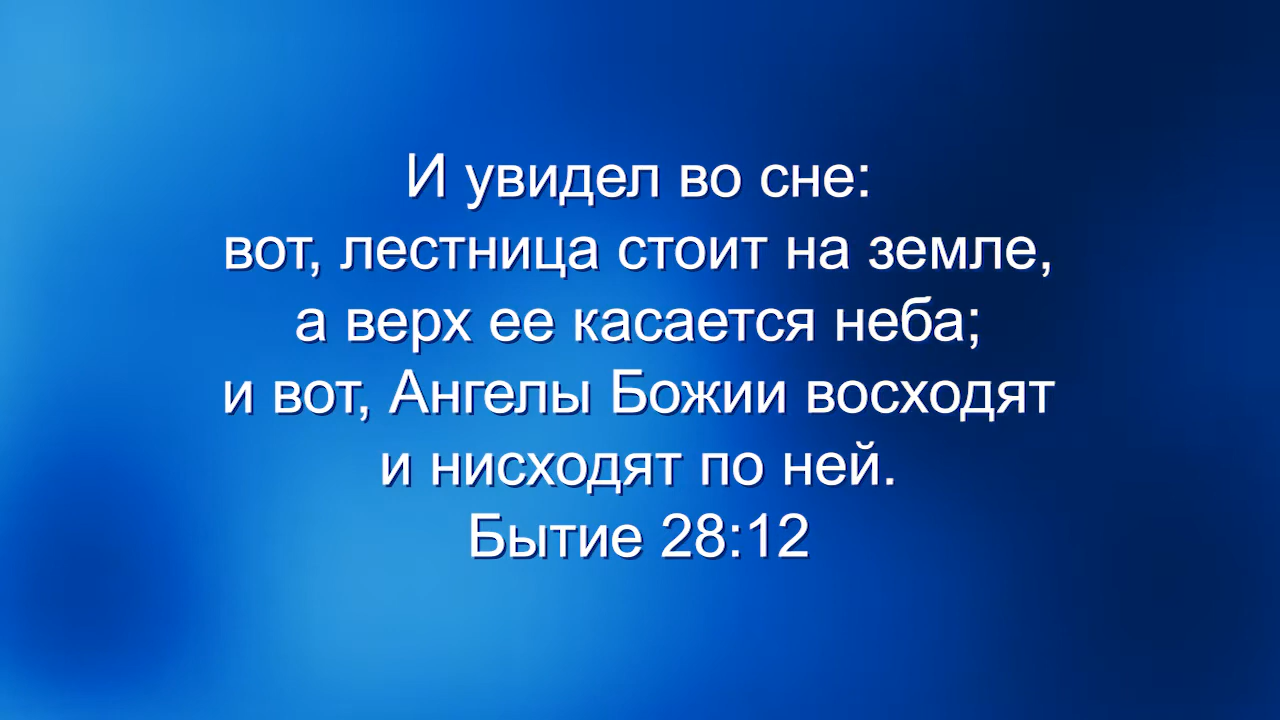 И увидел во сне:
вот, лестница стоит на земле,
а верх ее касается неба;
и вот, Ангелы Божии восходят
и нисходят по ней.
Бытие 28:12